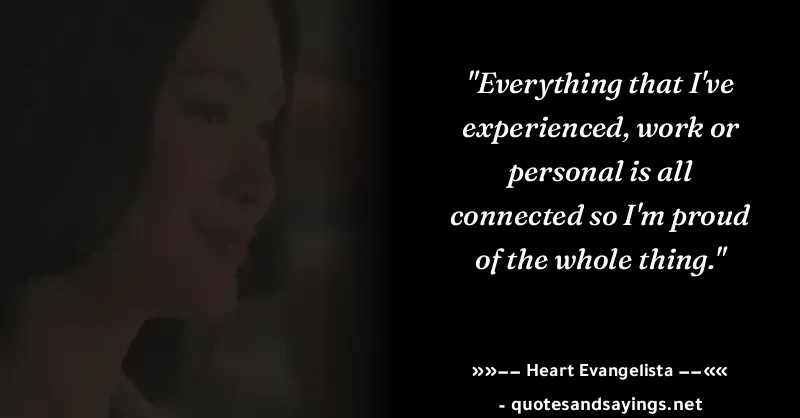 "Everything that I've
experienced, work or
personal is all
connected so I'm proud
of the whole thing."
»»−− Heart Evangelista −−««
- quotesandsayings.net